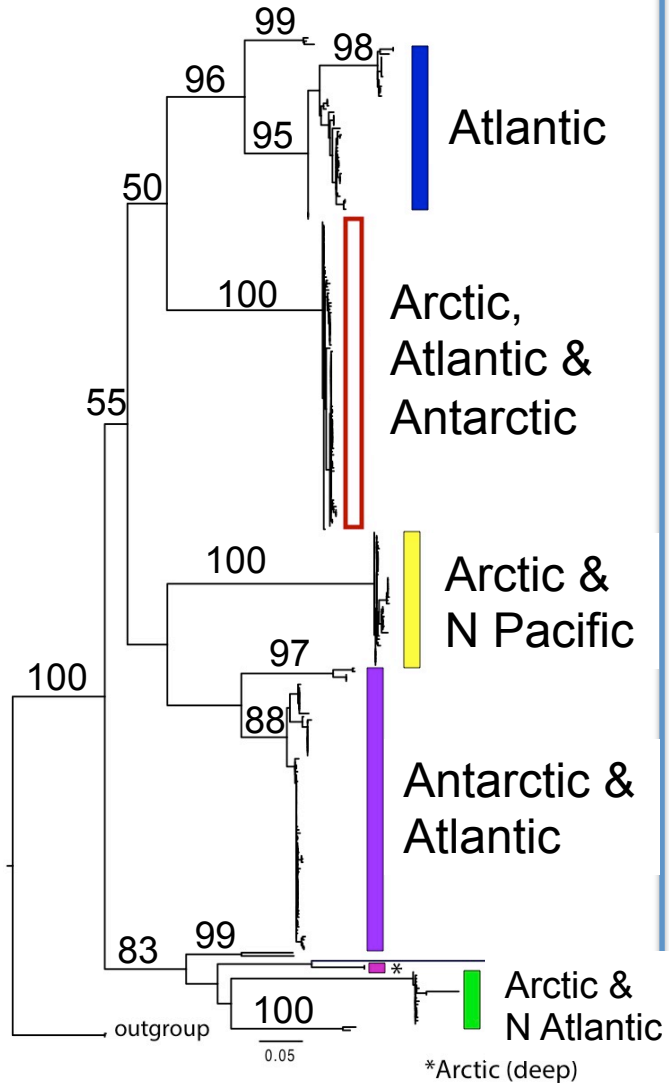 99
98
96
Atlantic
95
50
100
Arctic,
Atlantic &
Antarctic
55
100
Arctic &
N Pacific
97
100
88
Antarctic &
Atlantic
99
83
*
Arctic &
N Atlantic
100
outgroup
0.05
*Arctic (deep)